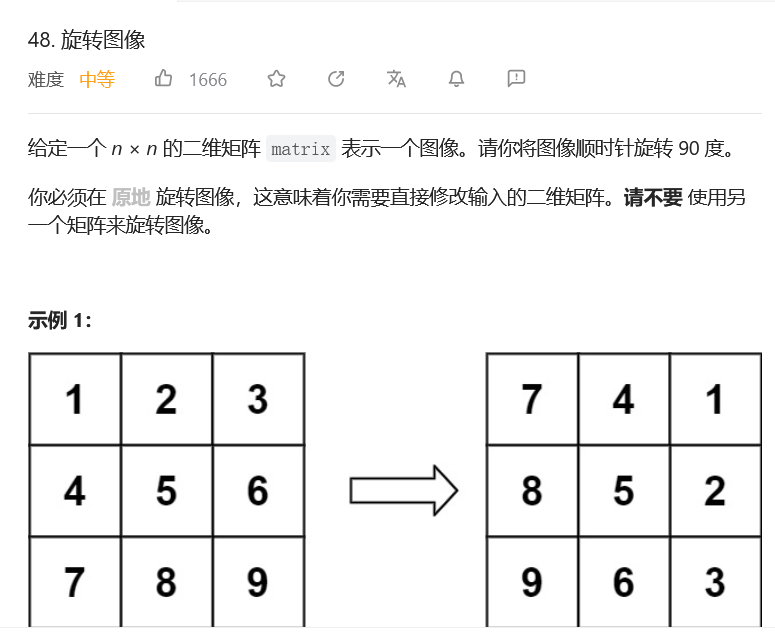 48. 旋转图像
难度 中等 1666
给定一个 n × n 的二维矩阵 matrix 表示一个图像。请你将图像顺时针旋转 90 度。
你必须在 原地 旋转图像，这意味着你需要直接修改输入的二维矩阵。请不要 使用另
一个矩阵来旋转图像。
示例 1：
1 2 3 7 4 1
4 5 6 8 5 2
7 8 9 9 6 3